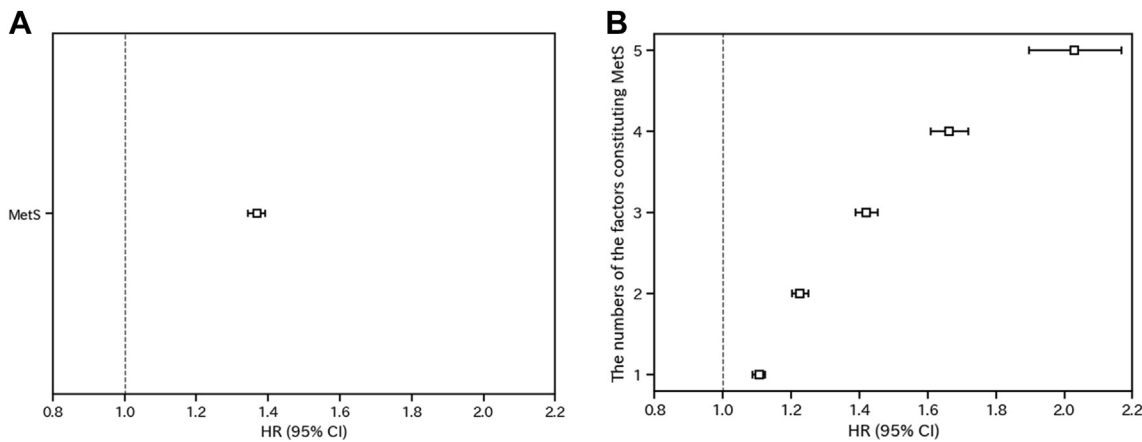 A
MetS
0.8 1.0 1.2 1.4 1.6 1.8 2.0 2.2
HR (95% CI)
B
The numbers of the factors constituting MetS
5
4
3
2
1
0.8 1.0 1.2 1.4 1.6 1.8 2.0 2.2
HR (95% CI)